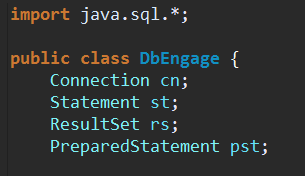 import java.sql.*;
public class DbEngage {
Connection cn;
Statement st;
ResultSet rs;
PreparedStatement pst;